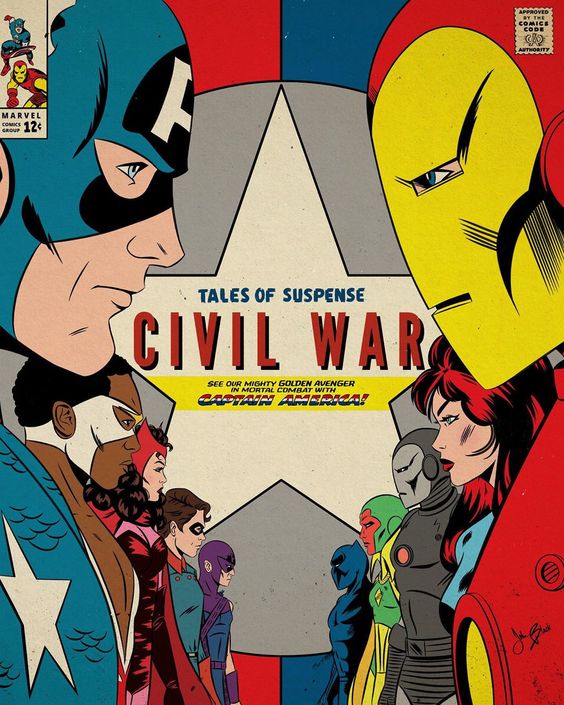 MARVEL
COMICS
GROUP 12¢
APPROVED
BY THE
COMICS
CODE
AUTHORITY
A
TALES OF SUSPENSE
CIVIL WAR
SEE OUR MIGHTY GOLDEN AVENGER
IN MORTAL COMBAT WITH
CAPTAIN AMERICA!